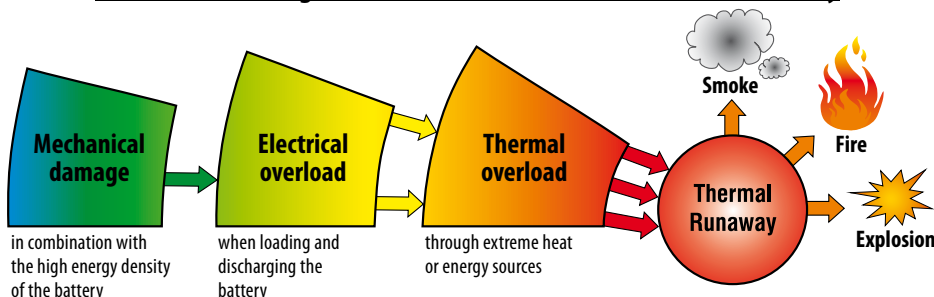 Mechanical
damage
in combination with
the high energy density
of the battery
Electrical
overload
when loading and
discharging the
battery
Thermal
overload
through extreme heat
or energy sources
Thermal
Runaway
Smoke
Fire
Explosion